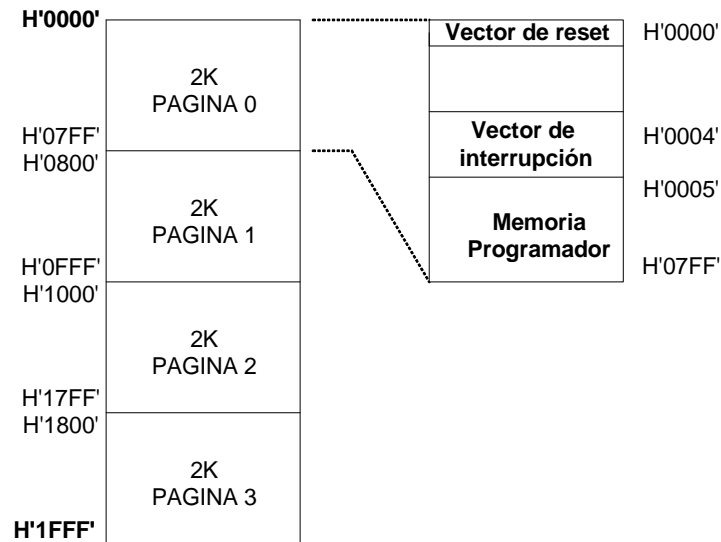 H'0000'
2K
PAGINA 0
H'07FF'
H'0800'
2K
PAGINA 1
H'0FFF'
H'1000'
2K
PAGINA 2
H'17FF'
H'1800'
2K
PAGINA 3
H'1FFF'
Vector de reset
H'0000'
Vector de
interrupción
H'0004'
H'0005'
Memoria
Programador
H'07FF'